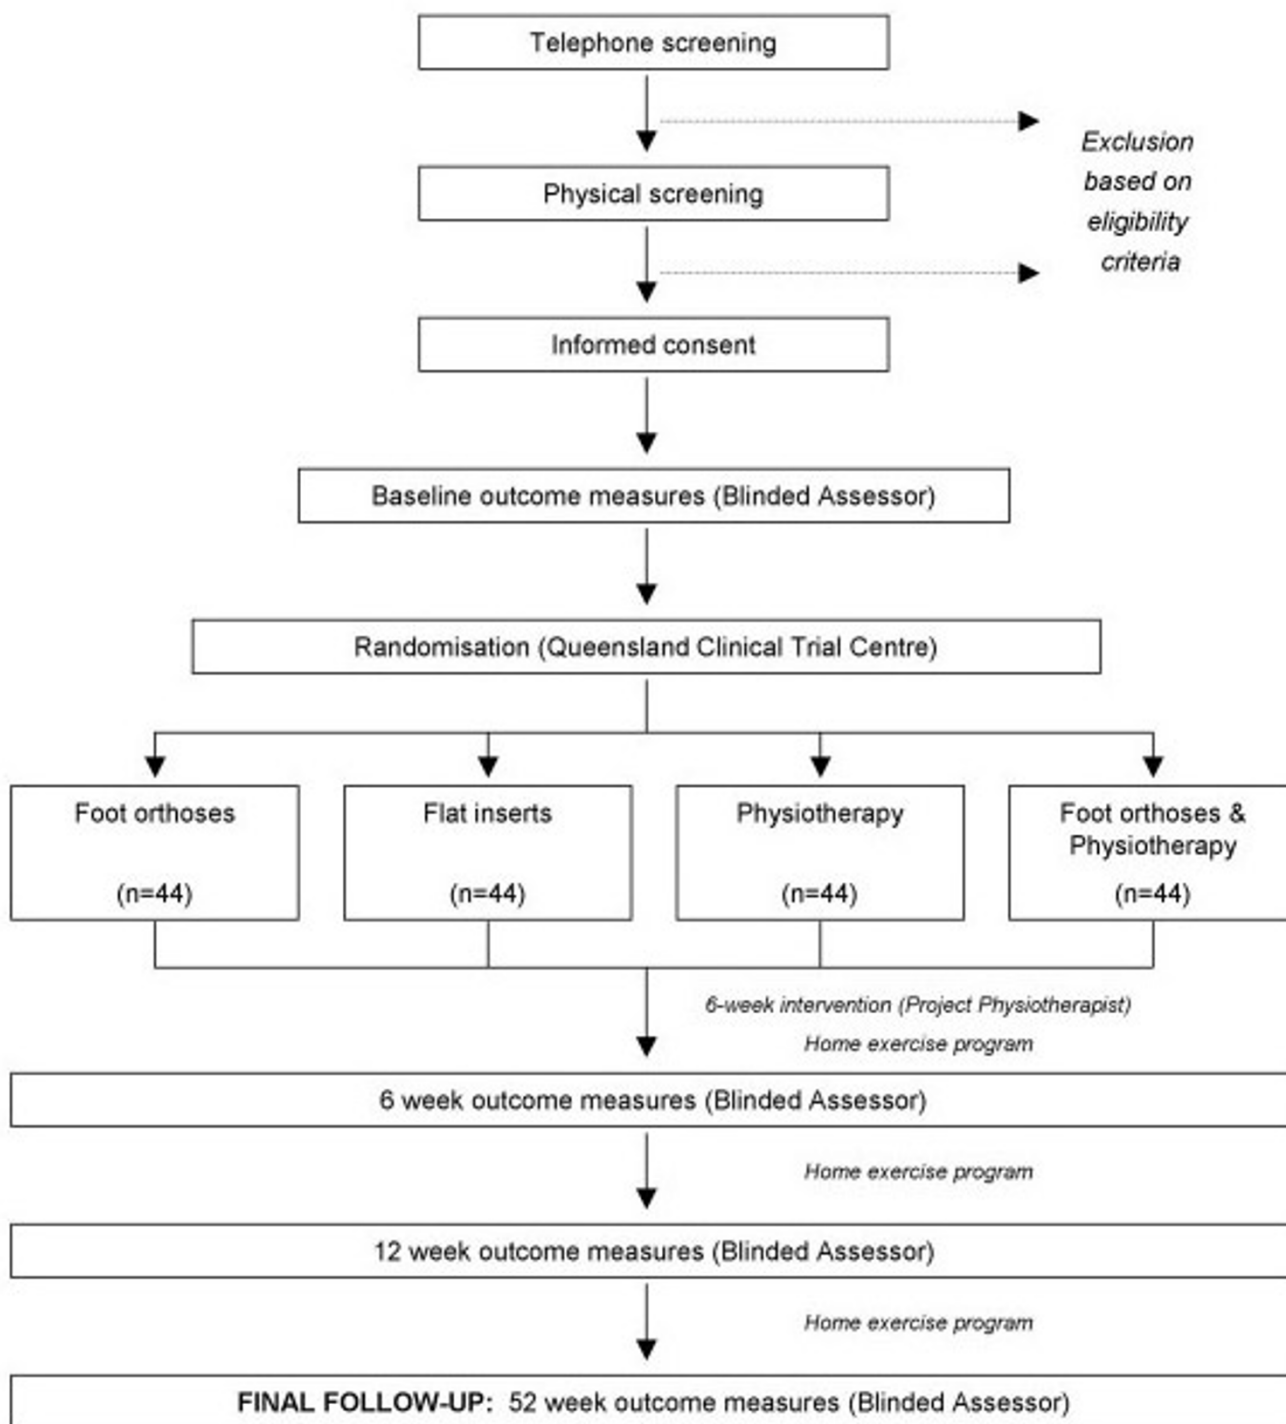 Telephone screening
Exclusion
based on
eligibility
criteria
Physical screening
Informed consent
Baseline outcome measures (Blinded Assessor)
Randomisation (Queensland Clinical Trial Centre)
Foot orthoses
(n=44)
Flat inserts
(n=44)
Physiotherapy
(n=44)
Foot orthoses &
Physiotherapy
(n=44)
6-week intervention (Project Physiotherapist)
Home exercise program
6 week outcome measures (Blinded Assessor)
Home exercise program
12 week outcome measures (Blinded Assessor)
Home exercise program
FINAL FOLLOW-UP: 52 week outcome measures (Blinded Assessor)